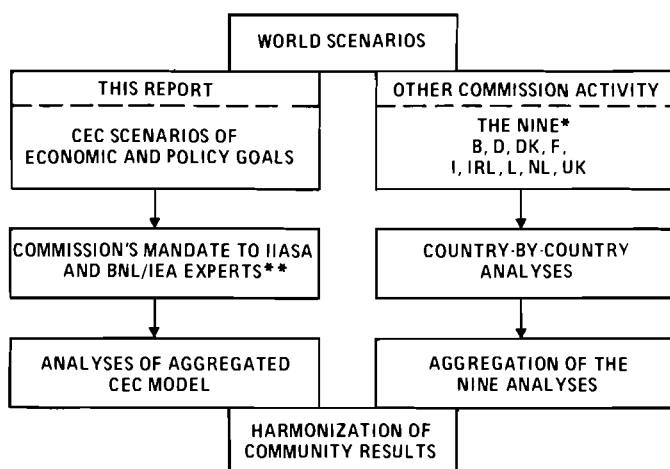 WORLD SCENARIOS
THIS REPORT
CEC SCENARIOS OF
ECONOMIC AND POLICY GOALS
OTHER COMMISSION ACTIVITY
THE NINE*
B, D, DK, F,
I, IRL, L, NL, UK
COMMISSION'S MANDATE TO IIASA
AND BNL/IEA EXPERTS**
COUNTRY-BY-COUNTRY
ANALYSES
ANALYSES OF AGGREGATED
CEC MODEL
AGGREGATION OF THE
NINE ANALYSES
HARMONIZATION OF
COMMUNITY RESULTS